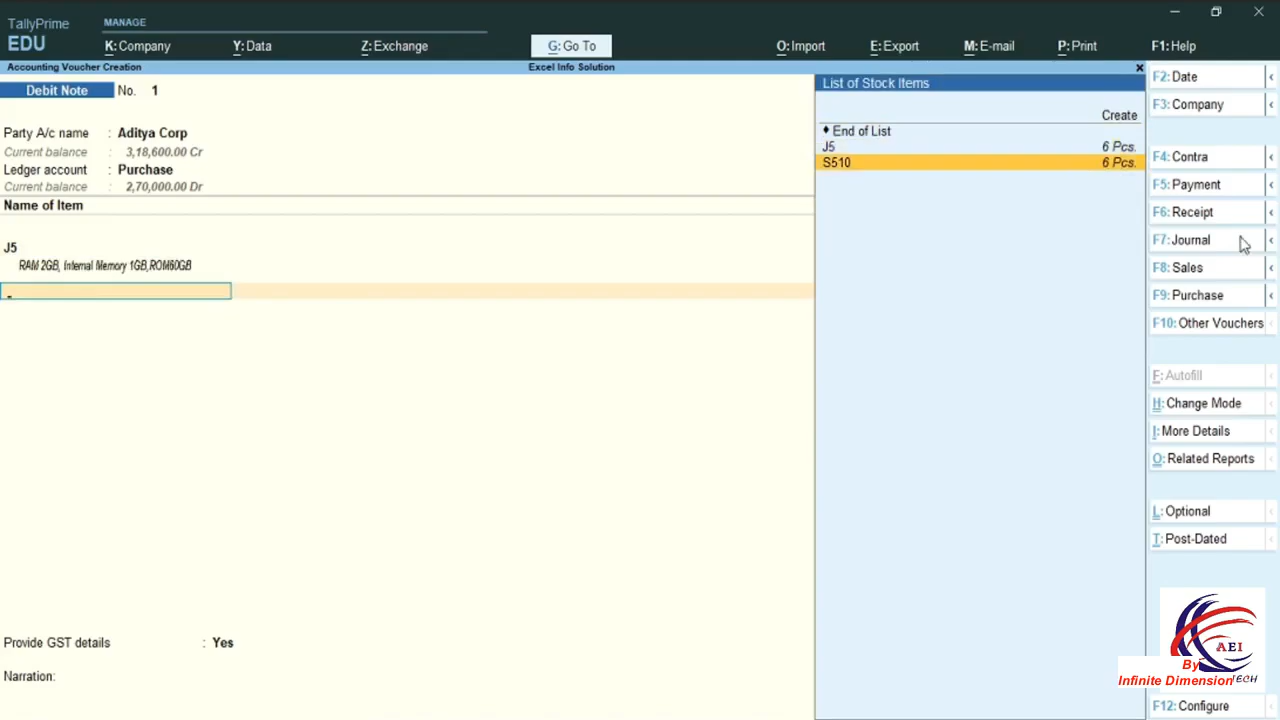 TallyPrime
EDU
MANAGE
K: Company
Y: Data
Z: Exchange
G: Go To
O: Import
E: Export
M: E-mail
P: Print
F1: Help
Accounting Voucher Creation
Excel Info Solution
Debit Note No. 1
Party A/c name : Aditya Corp
Current balance : 3,18,600.00 Cr
Ledger account : Purchase
Current balance : 2,70,000.00 Dr
Name of Item
J5
RAM 2GB, Internal Memory 1GB,ROM60GB
Provide GST details : Yes
Narration:
List of Stock Items
Create
End of List
J5 6 Pcs.
S510 6 Pcs.
F2: Date
F3: Company
F4: Contra
F5: Payment
F6: Receipt
F7: Journal
F8: Sales
F9: Purchase
F10: Other Vouchers
F: Autofill
H: Change Mode
I: More Details
O: Related Reports
L: Optional
T: Post-Dated
AEI
By
Infinite Dimension
TECH
F12: Configure